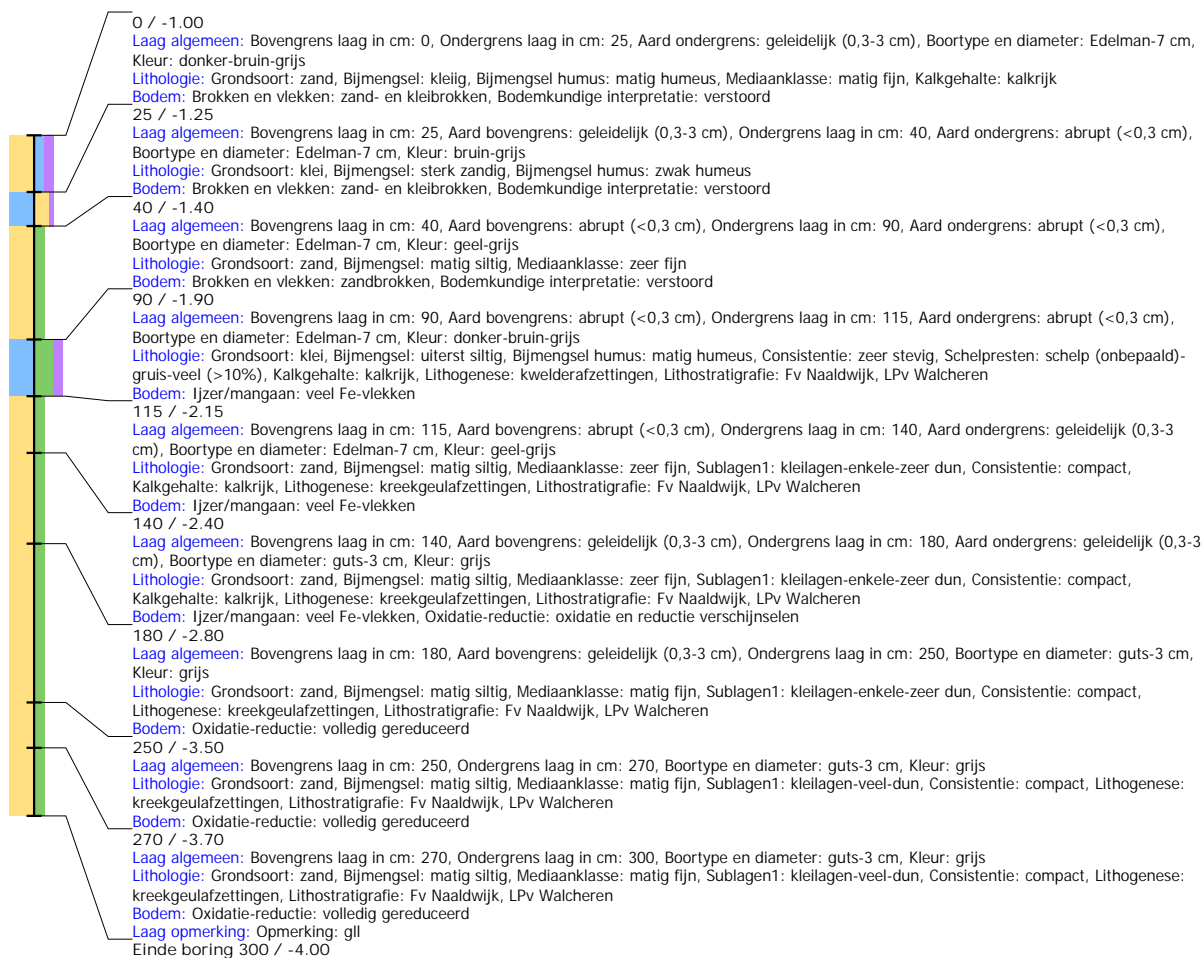 0 / -1.00
Laag algemeen: Bovengrens laag in cm: 0, Ondergrens laag in cm: 25, Aard ondergrens: geleidelijk (0,3-3 cm), Boortype en diameter: Edelman-7 cm,
Kleur: donker-bruin-grijs
Lithologie: Grondsoort: zand, Bijmengsel: kleiig, Bijmengsel humus: matig humeus, Mediaanklasse: matig fijn, Kalkgehalte: kalkrijk
Bodem: Brokken en vlekken: zand- en kleibrokken, Bodemkundige interpretatie: verstoord
25 / -1.25
Laag algemeen: Bovengrens laag in cm: 25, Aard bovengrens: geleidelijk (0,3-3 cm), Ondergrens laag in cm: 40, Aard ondergrens: abrupt (<0,3 cm),
Boortype en diameter: Edelman-7 cm, Kleur: bruin-grijs
Lithologie: Grondsoort: klei, Bijmengsel: sterk zandig, Bijmengsel humus: zwak humeus
Bodem: Brokken en vlekken: zand- en kleibrokken, Bodemkundige interpretatie: verstoord
40 / -1.40
Laag algemeen: Bovengrens laag in cm: 40, Aard bovengrens: abrupt (<0,3 cm), Ondergrens laag in cm: 90, Aard ondergrens: abrupt (<0,3 cm),
Boortype en diameter: Edelman-7 cm, Kleur: geel-grijs
Lithologie: Grondsoort: zand, Bijmengsel: matig siltig, Mediaanklasse: zeer fijn
Bodem: Brokken en vlekken: zandbrokken, Bodemkundige interpretatie: verstoord
90 / -1.90
Laag algemeen: Bovengrens laag in cm: 90, Aard bovengrens: abrupt (<0,3 cm), Ondergrens laag in cm: 115, Aard ondergrens: abrupt (<0,3 cm),
Boortype en diameter: Edelman-7 cm, Kleur: donker-bruin-grijs
Lithologie: Grondsoort: klei, Bijmengsel: uiterst siltig, Bijmengsel humus: matig humeus, Consistentie: zeer stevig, Schelpresten: schelp (onbepaald)-
gruis-veel (>10%), Kalkgehalte: kalkrijk, Lithogenese: kwelderafzettingen, Lithostratigrafie: Fv Naaldwijk, LPv Walcheren
Bodem: Ijzer/mangaan: veel Fe-vlekken
115 / -2.15
Laag algemeen: Bovengrens laag in cm: 115, Aard bovengrens: abrupt (<0,3 cm), Ondergrens laag in cm: 140, Aard ondergrens: geleidelijk (0,3-3
cm), Boortype en diameter: Edelman-7 cm, Kleur: geel-grijs
Lithologie: Grondsoort: zand, Bijmengsel: matig siltig, Mediaanklasse: zeer fijn, Sublagen1: kleilagen-enkele-zeer dun, Consistentie: compact,
Kalkgehalte: kalkrijk, Lithogenese: kreekgeulafzettingen, Lithostratigrafie: Fv Naaldwijk, LPv Walcheren
Bodem: Ijzer/mangaan: veel Fe-vlekken
140 / -2.40
Laag algemeen: Bovengrens laag in cm: 140, Aard bovengrens: geleidelijk (0,3-3 cm), Ondergrens laag in cm: 180, Aard ondergrens: geleidelijk (0,3-3
cm), Boortype en diameter: guts-3 cm, Kleur: grijs
Lithologie: Grondsoort: zand, Bijmengsel: matig siltig, Mediaanklasse: zeer fijn, Sublagen1: kleilagen-enkele-zeer dun, Consistentie: compact,
Kalkgehalte: kalkrijk, Lithogenese: kreekgeulafzettingen, Lithostratigrafie: Fv Naaldwijk, LPv Walcheren
Bodem: Ijzer/mangaan: veel Fe-vlekken, Oxidatie-reductie: oxidatie en reductie verschijnselen
180 / -2.80
Laag algemeen: Bovengrens laag in cm: 180, Aard bovengrens: geleidelijk (0,3-3 cm), Ondergrens laag in cm: 250, Boortype en diameter: guts-3 cm,
Kleur: grijs
Lithologie: Grondsoort: zand, Bijmengsel: matig siltig, Mediaanklasse: matig fijn, Sublagen1: kleilagen-enkele-zeer dun, Consistentie: compact,
Lithogenese: kreekgeulafzettingen, Lithostratigrafie: Fv Naaldwijk, LPv Walcheren
Bodem: Oxidatie-reductie: volledig gereduceerd
250 / -3.50
Laag algemeen: Bovengrens laag in cm: 250, Ondergrens laag in cm: 270, Boortype en diameter: guts-3 cm, Kleur: grijs
Lithologie: Grondsoort: zand, Bijmengsel: matig siltig, Mediaanklasse: matig fijn, Sublagen1: kleilagen-veel-dun, Consistentie: compact, Lithogenese:
kreekgeulafzettingen, Lithostratigrafie: Fv Naaldwijk, LPv Walcheren
Bodem: Oxidatie-reductie: volledig gereduceerd
270 / -3.70
Laag algemeen: Bovengrens laag in cm: 270, Ondergrens laag in cm: 300, Boortype en diameter: guts-3 cm, Kleur: grijs
Lithologie: Grondsoort: zand, Bijmengsel: matig siltig, Mediaanklasse: matig fijn, Sublagen1: kleilagen-veel-dun, Consistentie: compact, Lithogenese:
kreekgeulafzettingen, Lithostratigrafie: Fv Naaldwijk, LPv Walcheren
Bodem: Oxidatie-reductie: volledig gereduceerd
Laag opmerking: Opmerking: gll
Einde boring 300 / -4.00